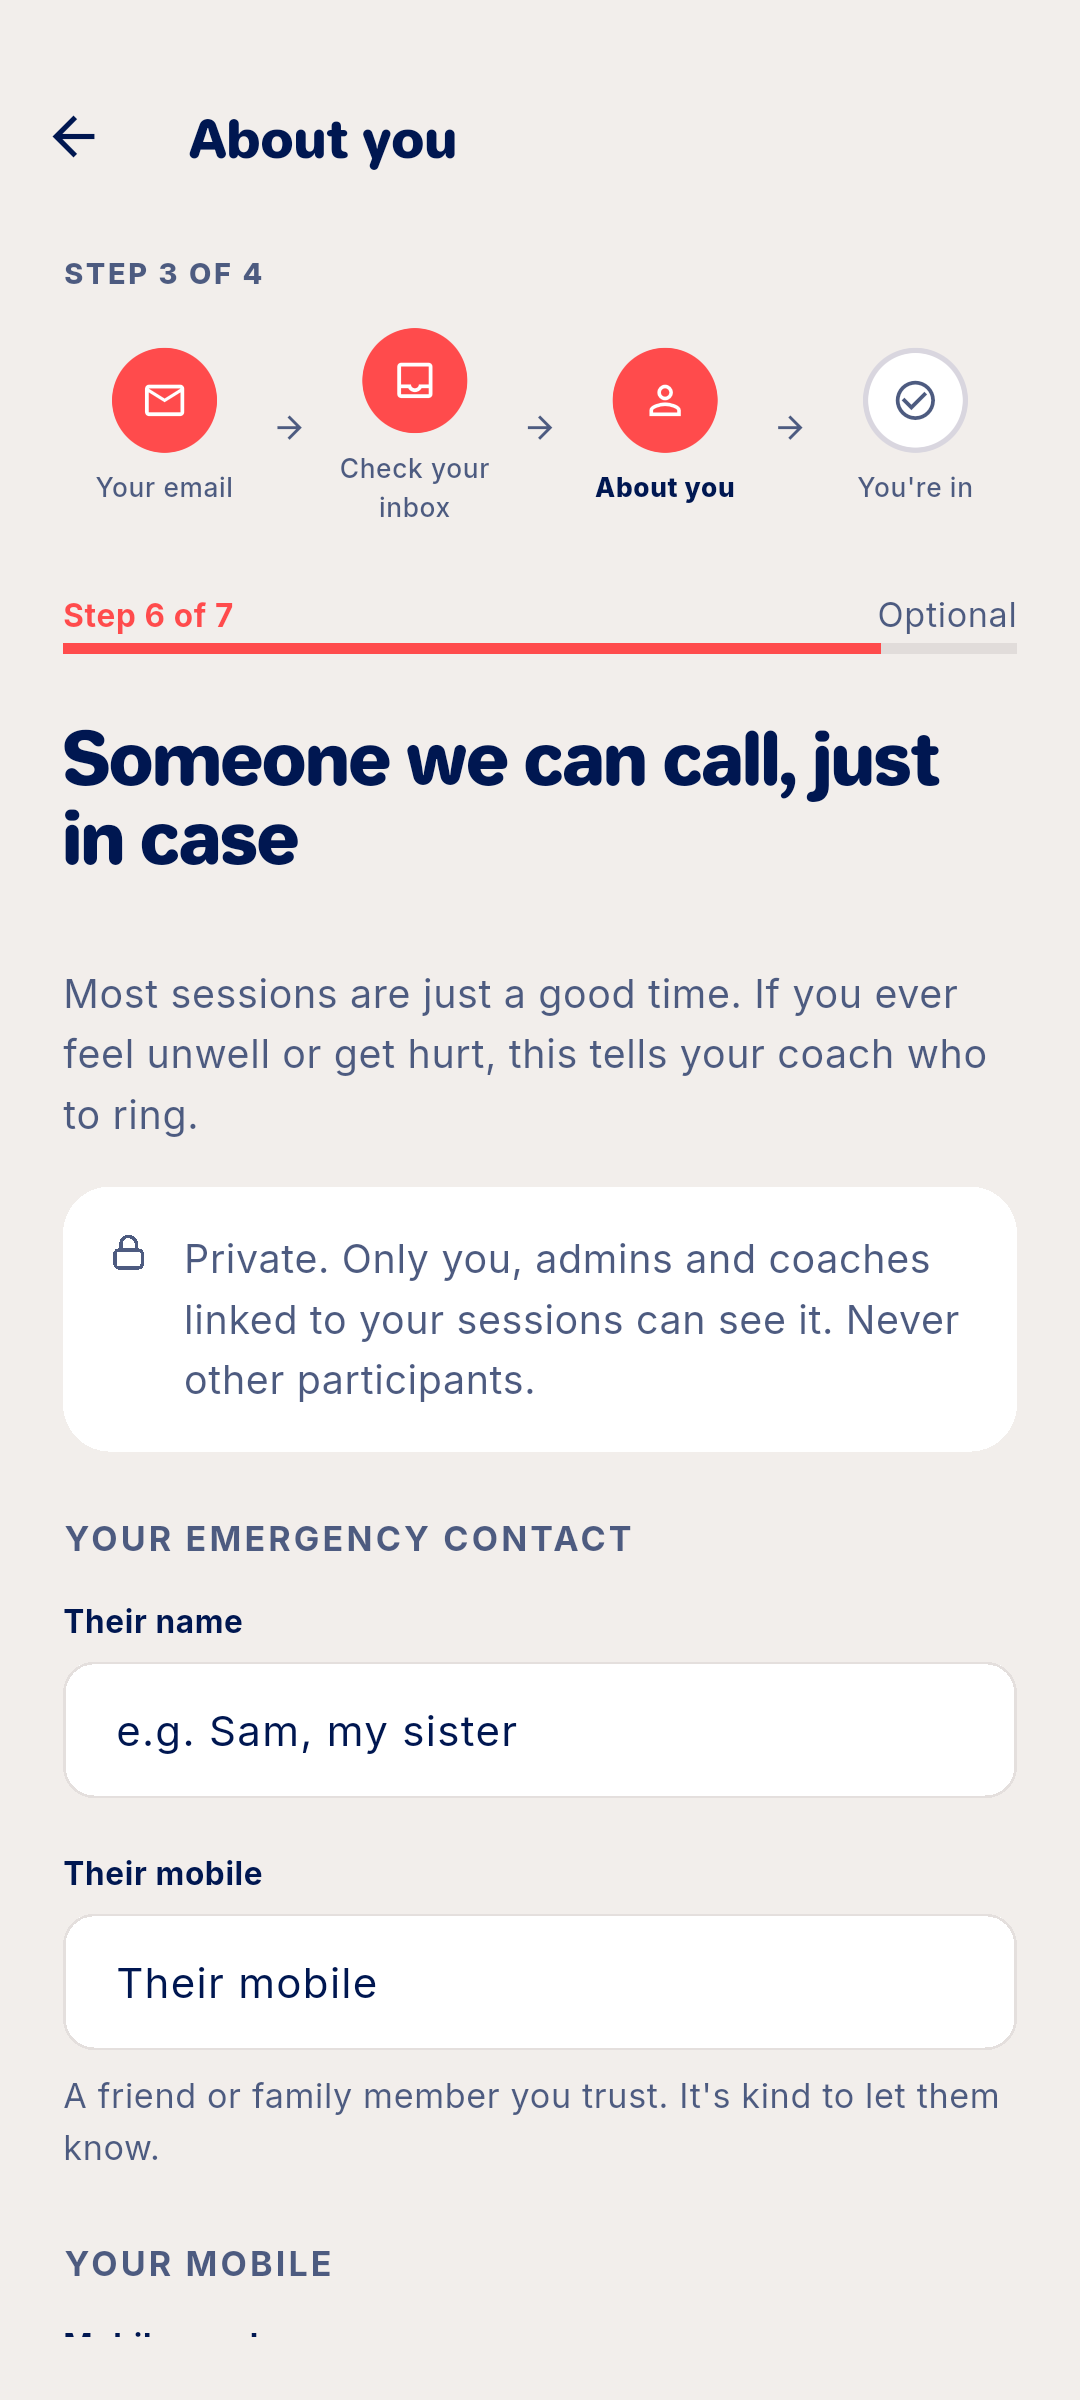 About you
STEP 3 OF 4
Your email
Check your
inbox
About you
You're in
Step 6 of 7
Optional
Someone we can call, just
in case
Most sessions are just a good time. If you ever
feel unwell or get hurt, this tells your coach who
to ring.
Private. Only you, admins and coaches
linked to your sessions can see it. Never
other participants.
YOUR EMERGENCY CONTACT
Their name
e.g. Sam, my sister
Their mobile
Their mobile
A friend or family member you trust. It's kind to let them
know.
YOUR MOBILE